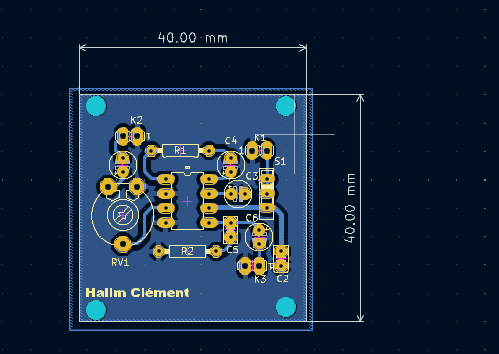 40.00 mm
K2
R1
C4
K1
S1
C3
40.00 mm
C6
RV1
R2
C5
K3
C2
Halim Clément